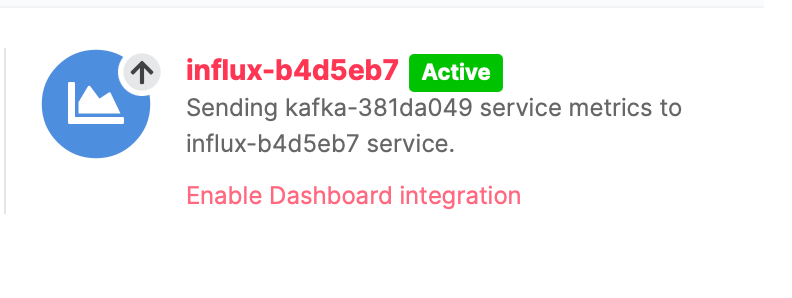 influx-b4d5eb7 Active
Sending kafka-381da049 service metrics to
influx-b4d5eb7 service.
Enable Dashboard integration